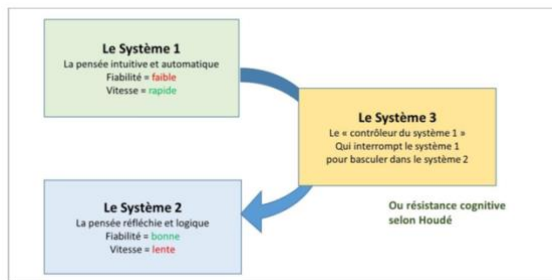 Le Système 1
La pensée intuitive et automatique
Fiabilité = faible
Vitesse = rapide
Le Système 3
Le « contrôleur du système 1 »
Qui interrompt le système 1
pour basculer dans le système 2
Le Système 2
La pensée réfléchie et logique
Fiabilité = bonne
Vitesse = lente
Ou résistance cognitive
selon Houdé